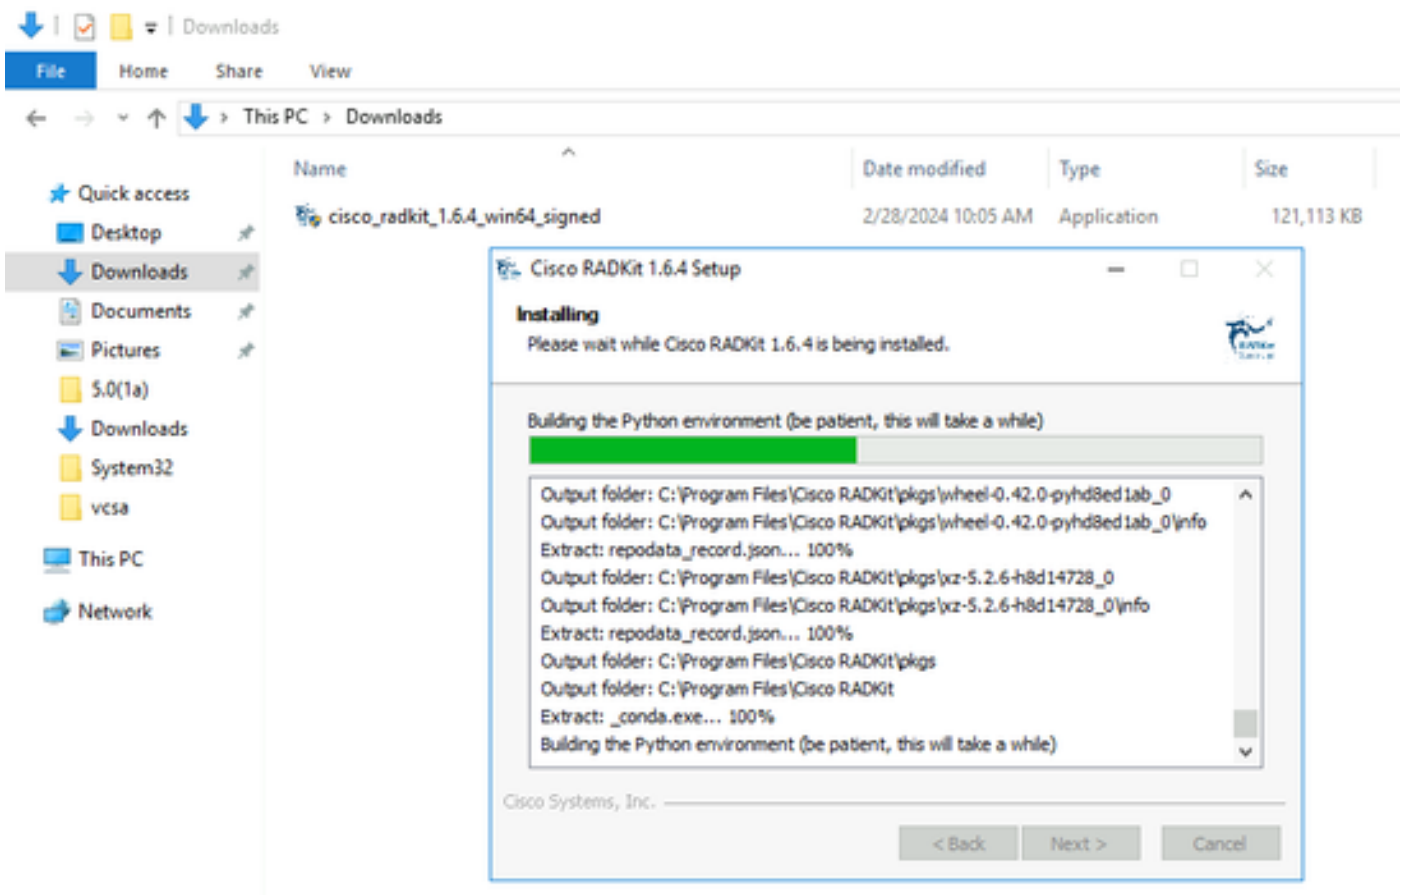 Downloads
File Home Share View
This PC > Downloads
Name Date modified Type Size
Quick access
cisco_radkit_1.6.4_win64_signed 2/28/2024 10:05 AM Application 121,113 KB
Desktop
Downloads
Documents
Pictures
5.0(1a)
Downloads
System32
vcsa
This PC
Network
Cisco RADKit 1.6.4 Setup
Installing
Please wait while Cisco RADKit 1.6.4 is being installed.
Building the Python environment (be patient, this will take a while)
Output folder: C:\Program Files\Cisco RADKit\pkgs\wheel-0.42.0-pyhd8ed1ab_0
Output folder: C:\Program Files\Cisco RADKit\pkgs\wheel-0.42.0-pyhd8ed1ab_0\info
Extract: repodata_record.json... 100%
Output folder: C:\Program Files\Cisco RADKit\pkgs\xz-5.2.6-h8d14728_0
Output folder: C:\Program Files\Cisco RADKit\pkgs\xz-5.2.6-h8d14728_0\info
Extract: repodata_record.json... 100%
Output folder: C:\Program Files\Cisco RADKit\pkgs
Output folder: C:\Program Files\Cisco RADKit
Extract: _conda.exe... 100%
Building the Python environment (be patient, this will take a while)
Cisco Systems, Inc.
< Back Next > Cancel